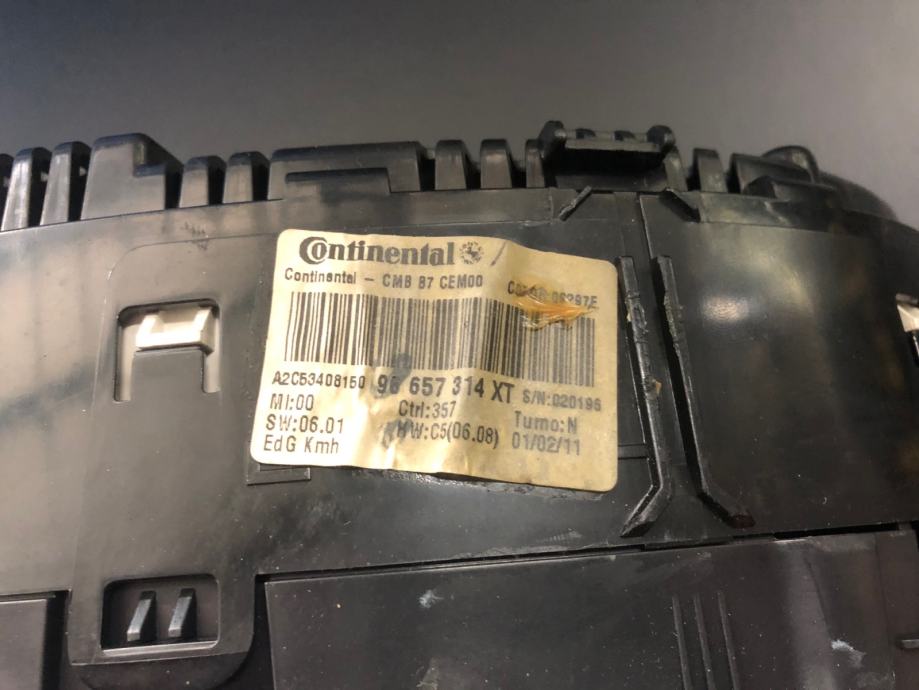 Continental
Continental - CMB B7 CEM00
A2C53408150 96 657 314 XT S/N:020196
MI:00 Ctrl:357 Turno:N
SW:06.01 HW:C5(06.08) 01/02/11
EdG Kmh